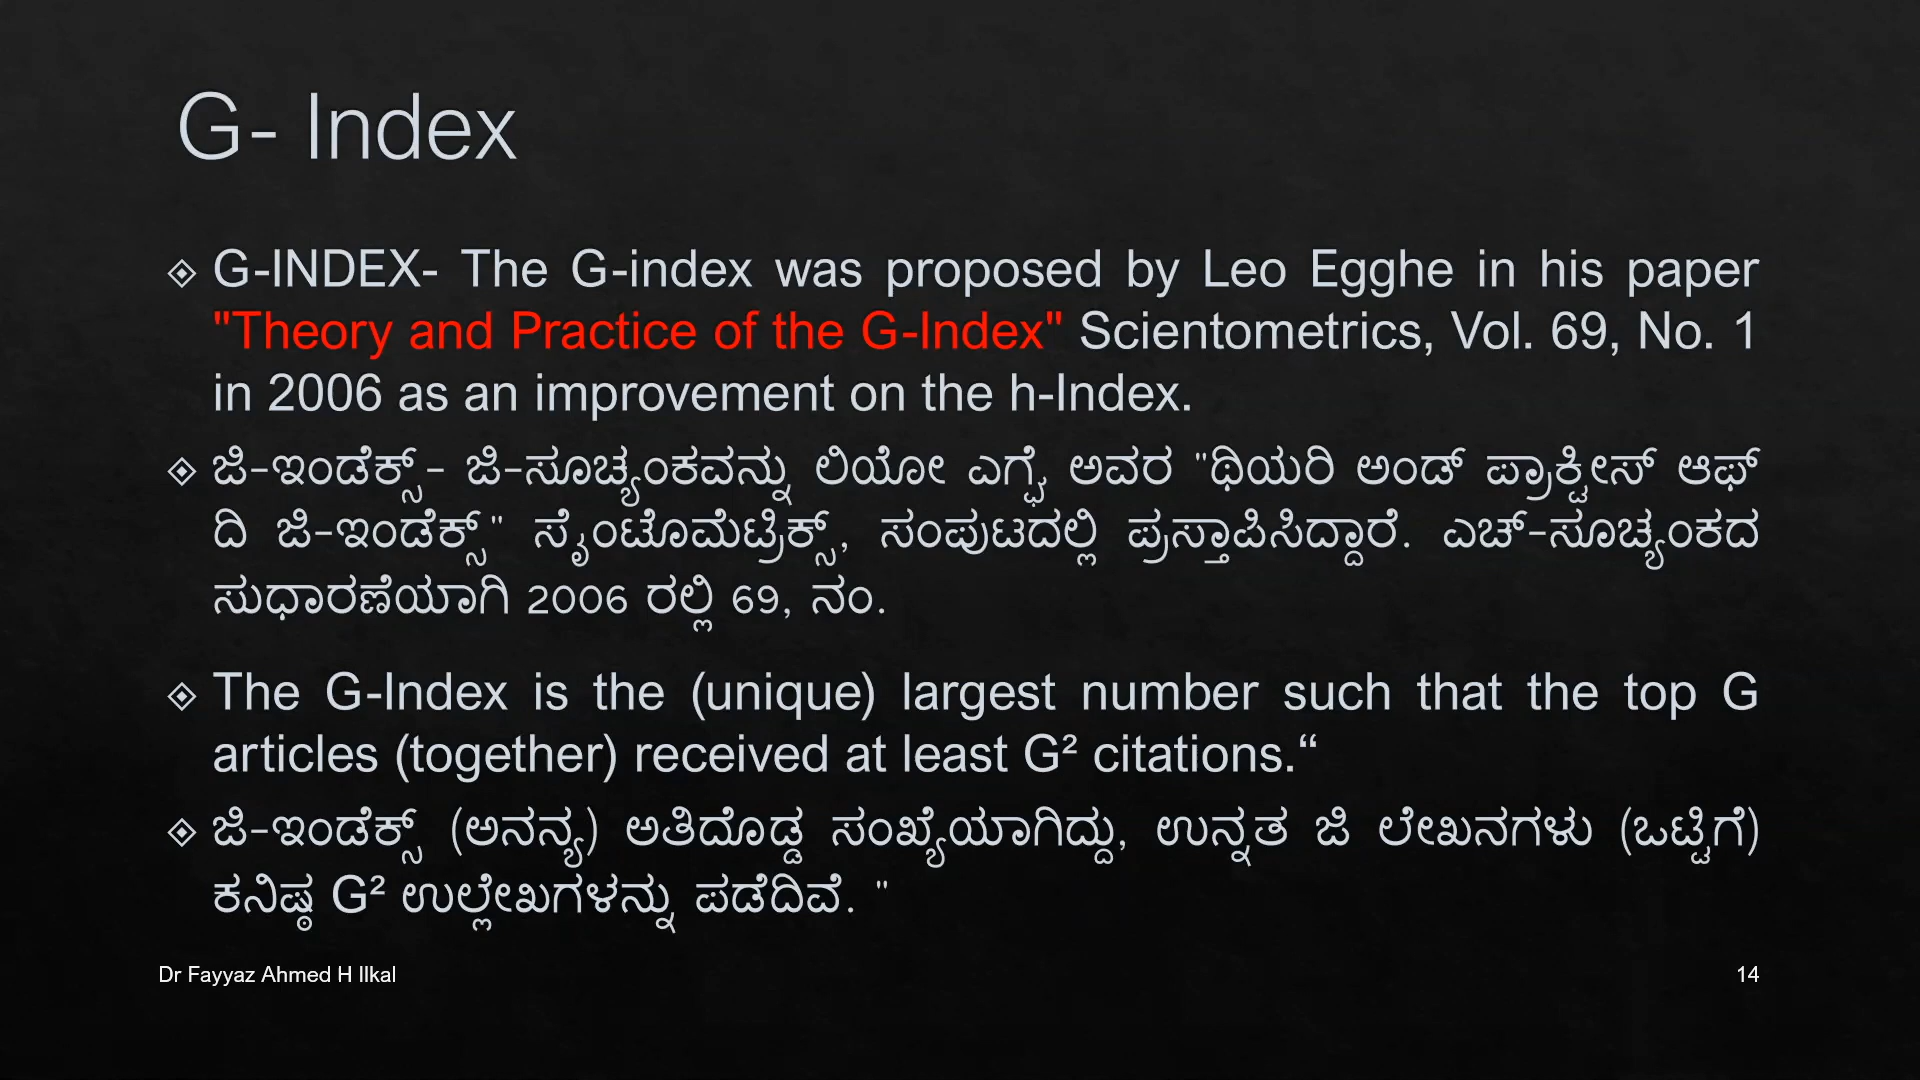 G- Index
G-INDEX- The G-index was proposed by Leo Egghe in his paper
"Theory and Practice of the G-Index" Scientometrics, Vol. 69, No. 1
in 2006 as an improvement on the h-Index.
ಜಿ-ಇಂಡೆಕ್ಸ್- ಜಿ-ಸೂಚ್ಯಂಕವನ್ನು ಲಿಯೋ ಎಗ್ಘೆ ಅವರ "ಥಿಯರಿ ಅಂಡ್ ಪ್ರಾಕ್ಟೀಸ್ ಆಫ್
ದಿ ಜಿ-ಇಂಡೆಕ್ಸ್" ಸೈಂಟೊಮೆಟ್ರಿಕ್ಸ್, ಸಂಪುಟದಲ್ಲಿ ಪ್ರಸ್ತಾಪಿಸಿದ್ದಾರೆ. ಎಚ್-ಸೂಚ್ಯಂಕದ
ಸುಧಾರಣೆಯಾಗಿ 2006 ರಲ್ಲಿ 69, ನಂ.
The G-Index is the (unique) largest number such that the top G
articles (together) received at least G² citations.“
ಜಿ-ಇಂಡೆಕ್ಸ್ (ಅನನ್ಯ) ಅತಿದೊಡ್ಡ ಸಂಖ್ಯೆಯಾಗಿದ್ದು, ಉನ್ನತ ಜಿ ಲೇಖನಗಳು (ಒಟ್ಟಿಗೆ)
ಕನಿಷ್ಠ G² ಉಲ್ಲೇಖಗಳನ್ನು ಪಡೆದಿವೆ. "
Dr Fayyaz Ahmed H Ilkal
14